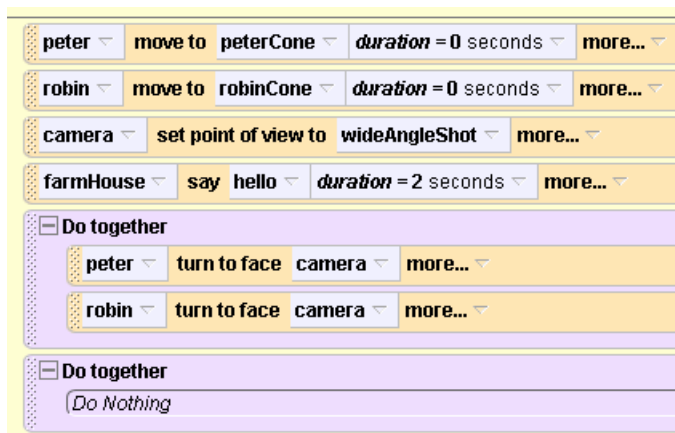 peter move to peterCone duration = 0 seconds more...
robin move to robinCone duration = 0 seconds more...
camera set point of view to wideAngleShot more...
farmHouse say hello duration = 2 seconds more...
Do together
peter turn to face camera more...
robin turn to face camera more...
Do together
Do Nothing